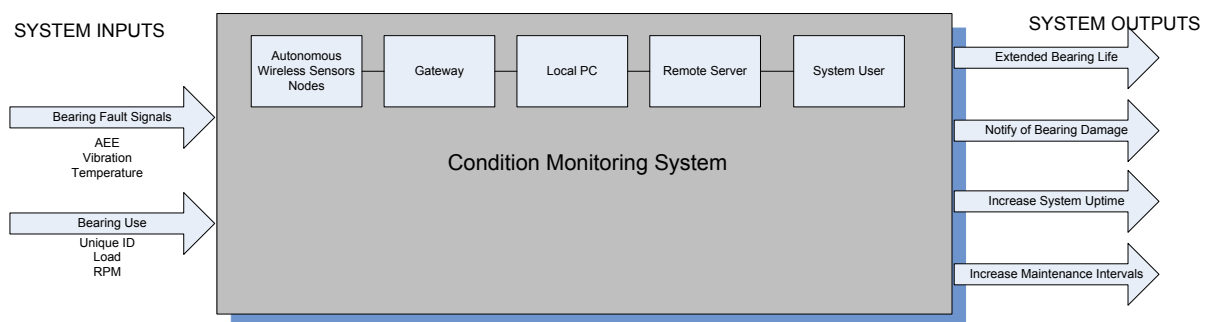 SYSTEM INPUTS
SYSTEM OUTPUTS
Autonomous
Wireless Sensors
Nodes
Gateway
Local PC
Remote Server
System User
Bearing Fault Signals
AEE
Vibration
Temperature
Bearing Use
Unique ID
Load
RPM
Condition Monitoring System
Extended Bearing Life
Notify of Bearing Damage
Increase System Uptime
Increase Maintenance Intervals